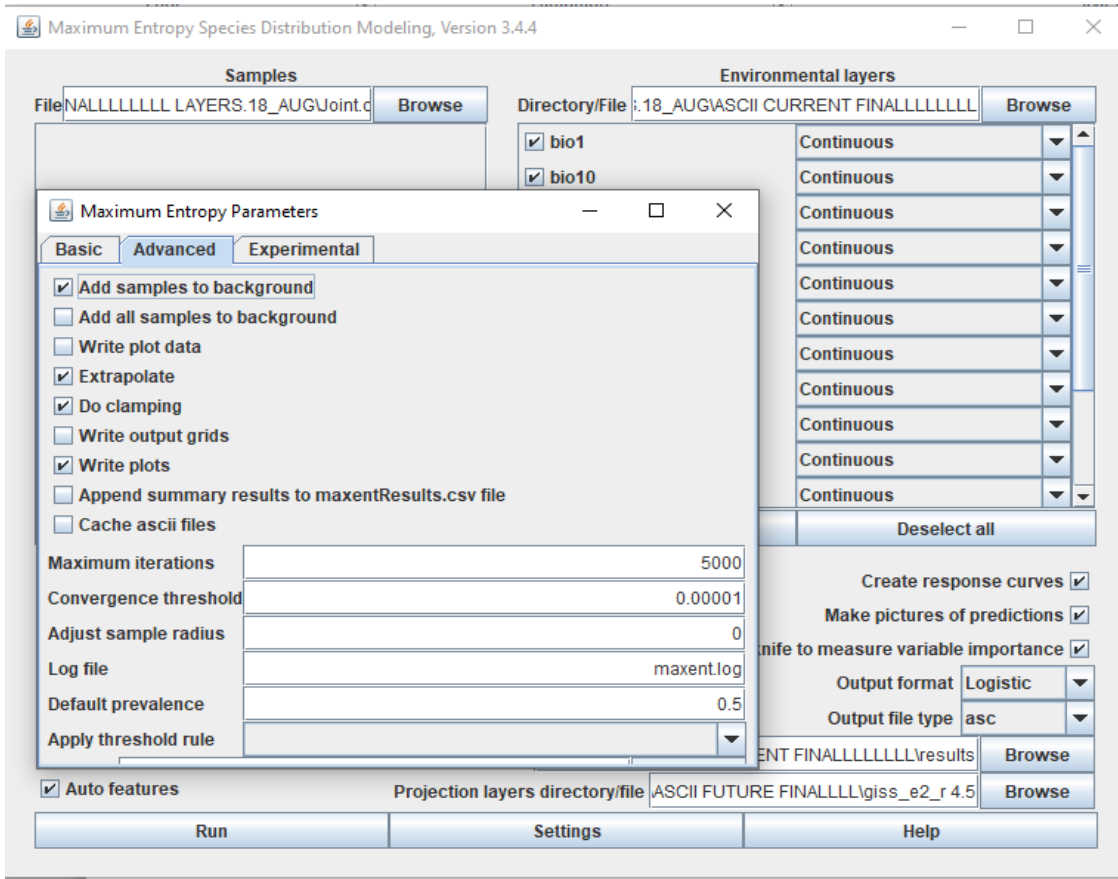 Maximum Entropy Species Distribution Modeling, Version 3.4.4
Samples
Environmental layers
File NALLLLLLLL LAYERS.18_AUG\Joint.c Browse
Directory/File .18_AUG\ASCII CURRENT FINALLLLLLLL Browse
bio1 Continuous
bio10 Continuous
Continuous
Continuous
Continuous
Continuous
Continuous
Continuous
Continuous
Continuous
Continuous
Maximum Entropy Parameters
Basic Advanced Experimental
Add samples to background
Add all samples to background
Write plot data
Extrapolate
Do clamping
Write output grids
Write plots
Append summary results to maxentResults.csv file
Cache ascii files
Maximum iterations 5000
Convergence threshold 0.00001
Adjust sample radius 0
Log file maxent.log
Default prevalence 0.5
Apply threshold rule
Deselect all
Create response curves
Make pictures of predictions
knife to measure variable importance
Output format Logistic
Output file type asc
ENT FINALLLLLLLL\results Browse
Auto features
Projection layers directory/file \ASCII FUTURE FINALLLL\giss_e2_r 4.5 Browse
Run Settings Help